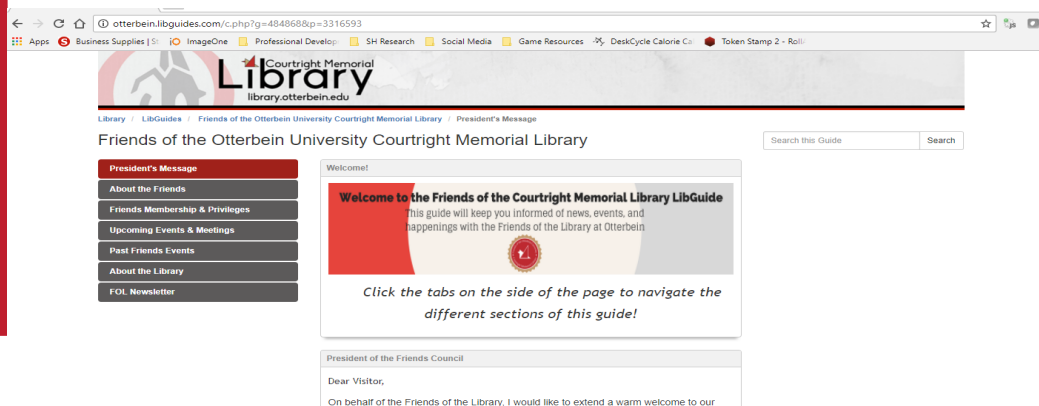 otterbein.libguides.com/c.php?g=484868&p=3316593
Apps Business Supplies | St ImageOne Professional Develop SH Research Social Media Game Resources DeskCycle Calorie Ca Token Stamp 2 - Roll
Courtright Memorial
Library
library.otterbein.edu
Library / LibGuides / Friends of the Otterbein University Courtright Memorial Library / President's Message
Friends of the Otterbein University Courtright Memorial Library
Search this Guide Search
President's Message
About the Friends
Friends Membership & Privileges
Upcoming Events & Meetings
Past Friends Events
About the Library
FOL Newsletter
Welcome!
Welcome to the Friends of the Courtright Memorial Library LibGuide
This guide will keep you informed of news, events, and
happenings with the Friends of the Library at Otterbein
Click the tabs on the side of the page to navigate the
different sections of this guide!
President of the Friends Council
Dear Visitor,
On behalf of the Friends of the Library, I would like to extend a warm welcome to our